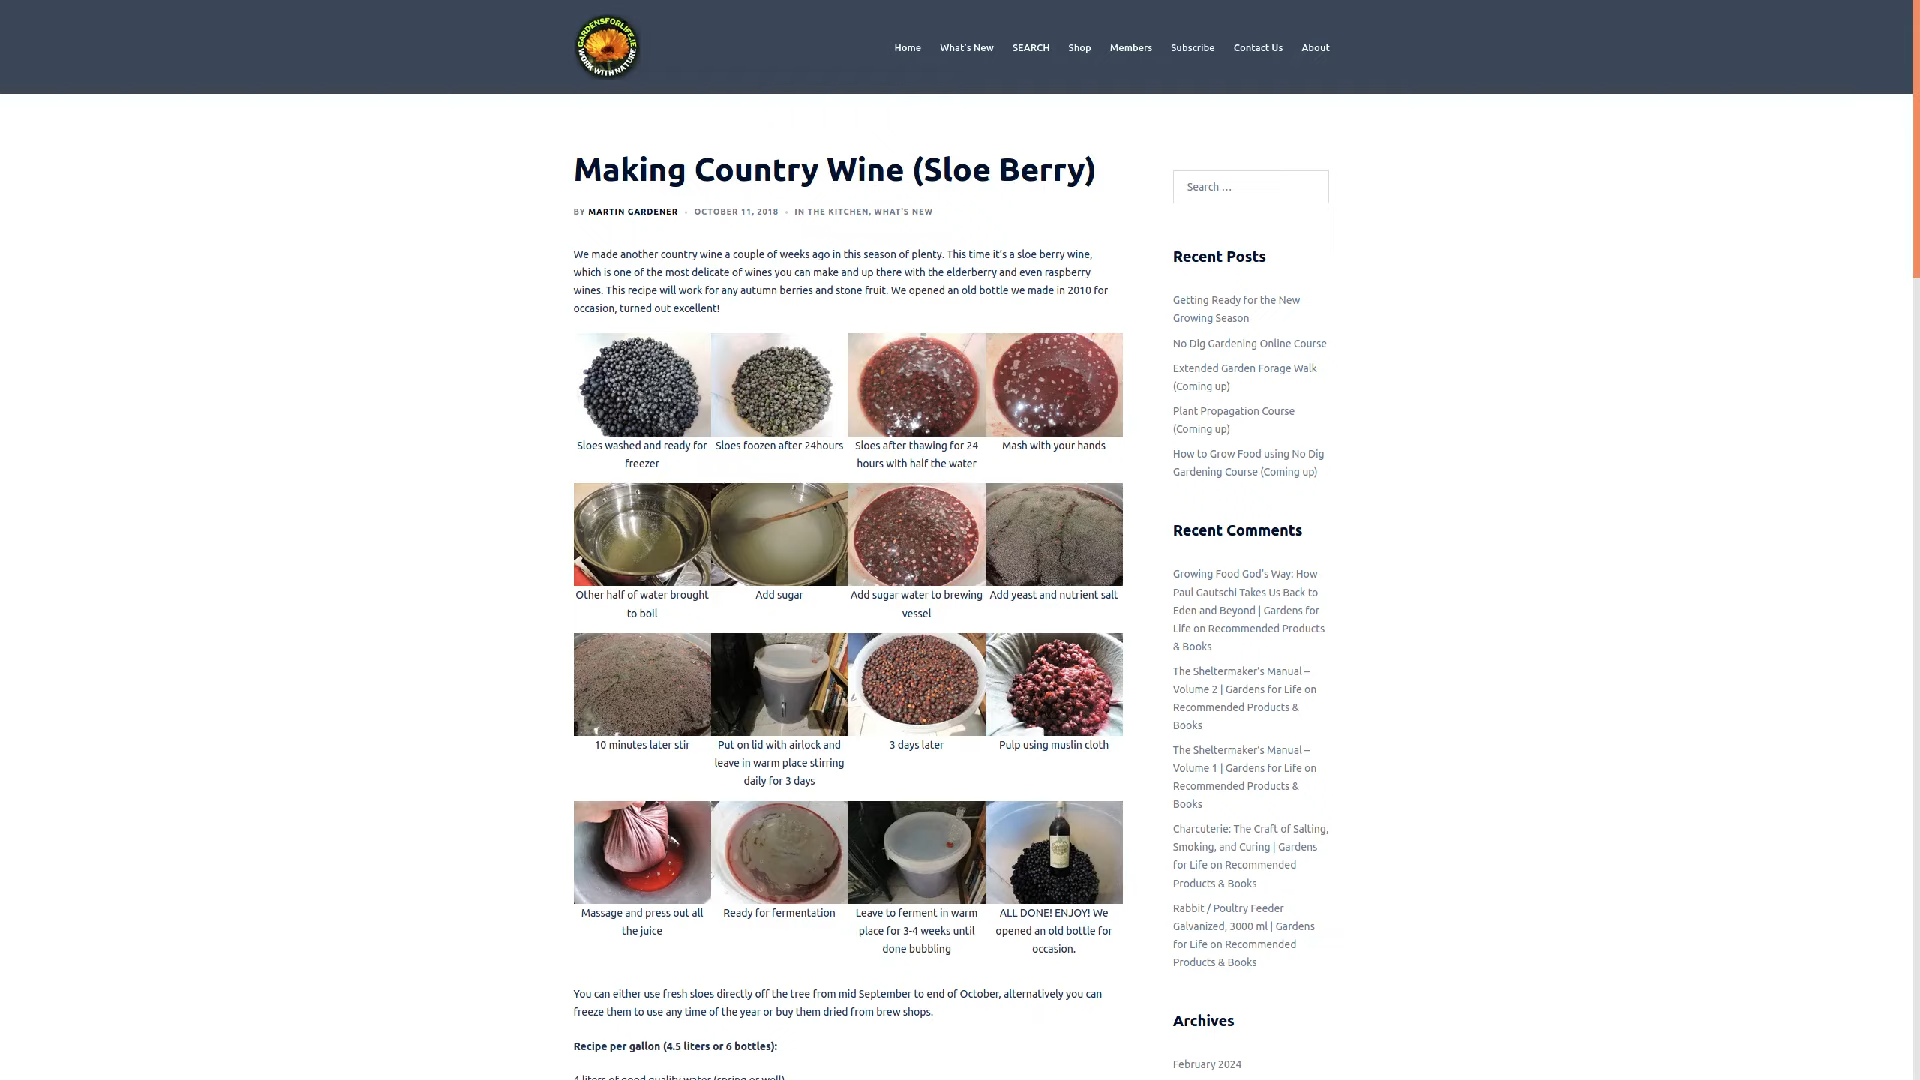 GARDENSFORLIFE.IE
WORK WITH NATURE
Home What's New SEARCH Shop Members Subscribe Contact Us About
Making Country Wine (Sloe Berry)
BY MARTIN GARDENER - OCTOBER 11, 2018 - IN THE KITCHEN, WHAT'S NEW
We made another country wine a couple of weeks ago in this season of plenty. This time it's a sloe berry wine,
which is one of the most delicate of wines you can make and up there with the elderberry and even raspberry
wines. This recipe will work for any autumn berries and stone fruit. We opened an old bottle we made in 2010 for
occasion, turned out excellent!
Sloes washed and ready for
freezer
Sloes foozen after 24hours
Sloes after thawing for 24
hours with half the water
Mash with your hands
Other half of water brought
to boil
Add sugar
Add sugar water to brewing
vessel
Add yeast and nutrient salt
10 minutes later stir
Put on lid with airlock and
leave in warm place stirring
daily for 3 days
3 days later
Pulp using muslin cloth
Massage and press out all
the juice
Ready for fermentation
Leave to ferment in warm
place for 3-4 weeks until
done bubbling
ALL DONE! ENJOY! We
opened an old bottle for
occasion.
You can either use fresh sloes directly off the tree from mid September to end of October, alternatively you can
freeze them to use any time of the year or buy them dried from brew shops.
Recipe per gallon (4.5 liters or 6 bottles):
4 liters of good quality water (spring or well)
Search …
Recent Posts
Getting Ready for the New
Growing Season
No Dig Gardening Online Course
Extended Garden Forage Walk
(Coming up)
Plant Propagation Course
(Coming up)
How to Grow Food using No Dig
Gardening Course (Coming up)
Recent Comments
Growing Food God's Way: How
Paul Gautschi Takes Us Back to
Eden and Beyond | Gardens for
Life on Recommended Products
& Books
The Sheltermaker's Manual –
Volume 2 | Gardens for Life on
Recommended Products &
Books
The Sheltermaker's Manual –
Volume 1 | Gardens for Life on
Recommended Products &
Books
Charcuterie: The Craft of Salting,
Smoking, and Curing | Gardens
for Life on Recommended
Products & Books
Rabbit / Poultry Feeder
Galvanized, 3000 ml | Gardens
for Life on Recommended
Products & Books
Archives
February 2024